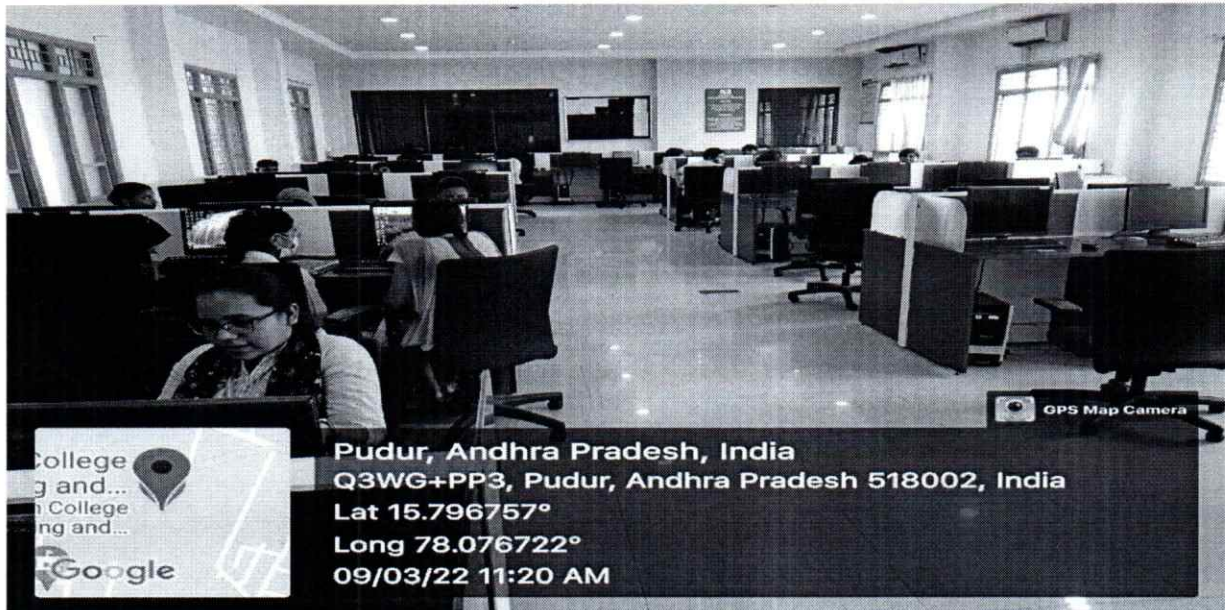 GPS Map Camera
College
g and...
College
ng and...
Google
Pudur, Andhra Pradesh, India
Q3WG+PP3, Pudur, Andhra Pradesh 518002, India
Lat 15.796757°
Long 78.076722°
09/03/22 11:20 AM